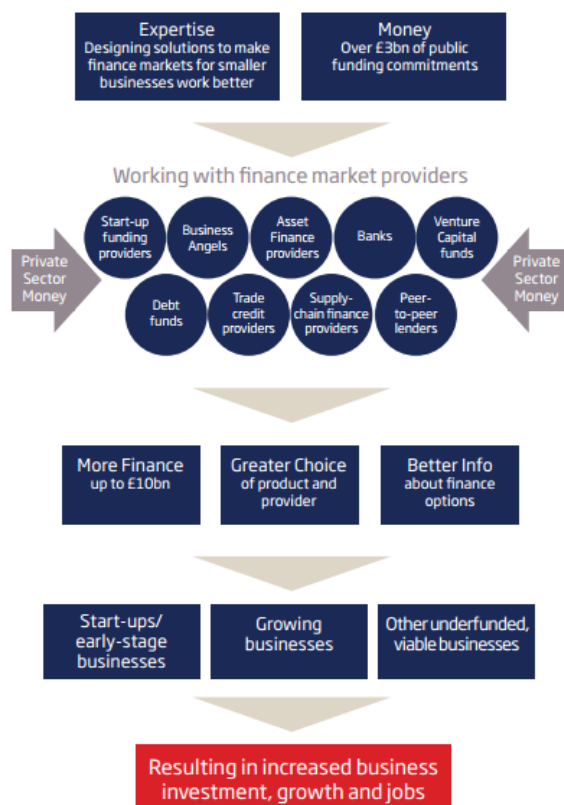 Expertise
Designing solutions to make
finance markets for smaller
businesses work better
Money
Over £3bn of public
funding commitments
Working with finance market providers
Start-up
funding
providers
Business
Angels
Asset
Finance
providers
Banks
Venture
Capital
funds
Private
Sector
Money
Private
Sector
Money
Debt
funds
Trade
credit
providers
Supply-
chain finance
providers
Peer-
to-peer
lenders
More Finance
up to £10bn
Greater Choice
of product and
provider
Better Info
about finance
options
Start-ups/
early-stage
businesses
Growing
businesses
Other underfunded,
viable businesses
Resulting in increased business
investment, growth and jobs